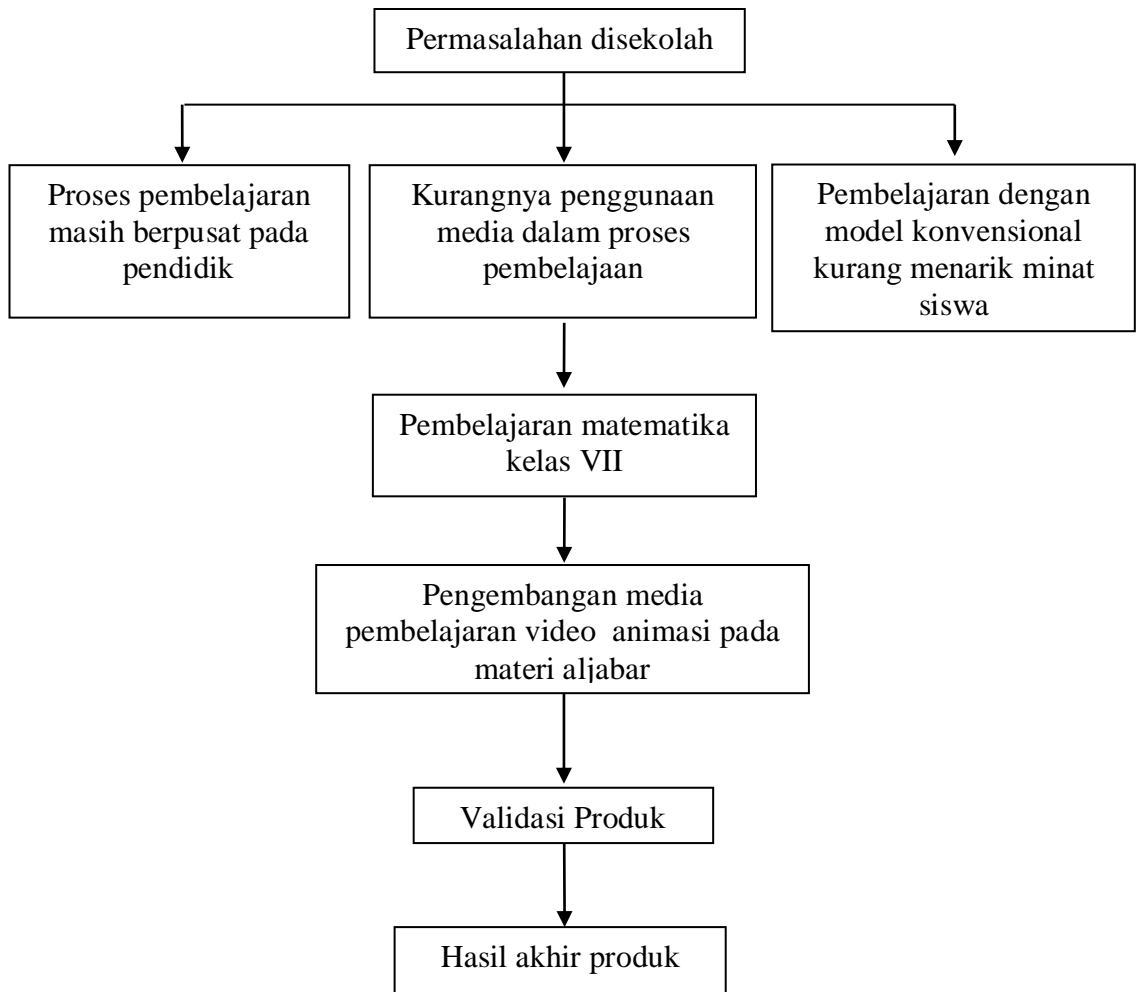 Permasalahan disekolah
Proses pembelajaran
masih berpusat pada
pendidik
Kurangnya penggunaan
media dalam proses
pembelajaan
Pembelajaran dengan
model konvensional
kurang menarik minat
siswa
Pembelajaran matematika
kelas VII
Pengembangan media
pembelajaran video animasi pada
materi aljabar
Validasi Produk
Hasil akhir produk